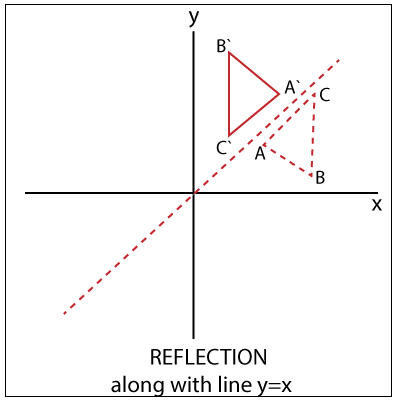 y
B`
A`
C
C`
A
B
x
REFLECTION
along with line y=x